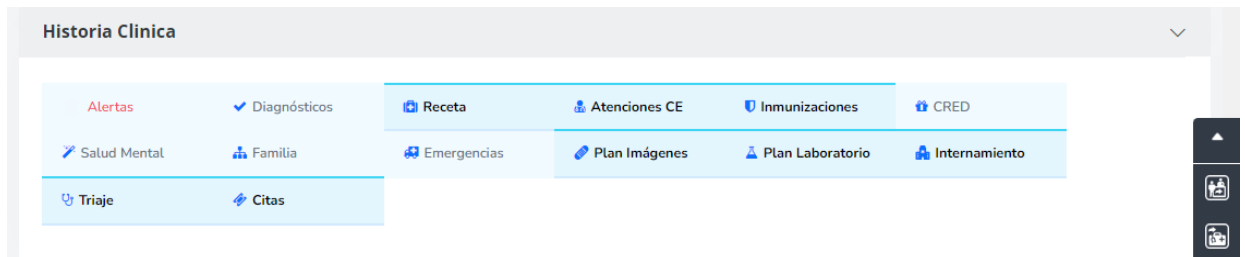 Historia Clinica
Alertas Diagnósticos Receta Atenciones CE Inmunizaciones CRED
Salud Mental Familia Emergencias Plan Imágenes Plan Laboratorio Internamiento
Triaje Citas